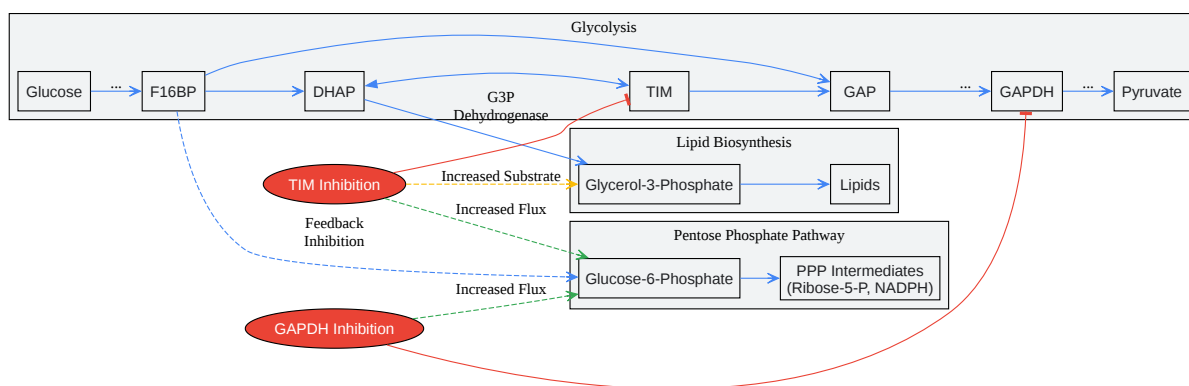 Glycolysis
Glucose
...
F16BP
DHAP
TIM
GAP
...
GAPDH
...
Pyruvate
G3P
Dehydrogenase
Lipid Biosynthesis
TIM Inhibition
Increased Substrate
Glycerol-3-Phosphate
Lipids
Increased Flux
Feedback
Inhibition
Pentose Phosphate Pathway
Glucose-6-Phosphate
PPP Intermediates
(Ribose-5-P, NADPH)
Increased Flux
GAPDH Inhibition